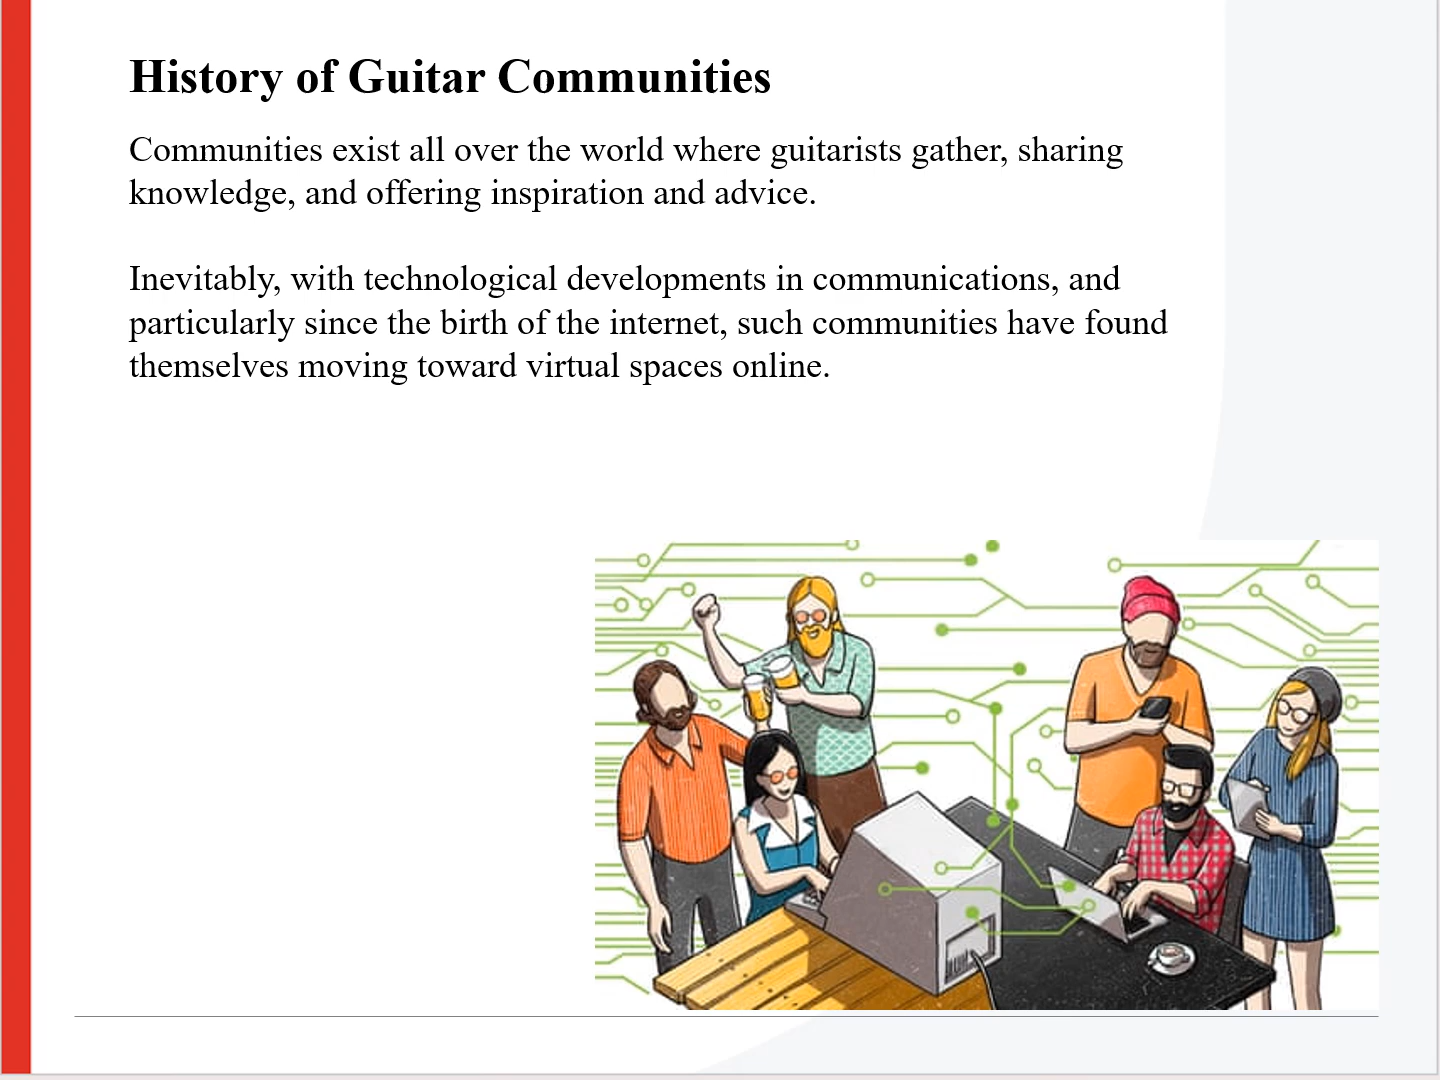 History of Guitar Communities
Communities exist all over the world where guitarists gather, sharing
knowledge, and offering inspiration and advice.
Inevitably, with technological developments in communications, and
particularly since the birth of the internet, such communities have found
themselves moving toward virtual spaces online.